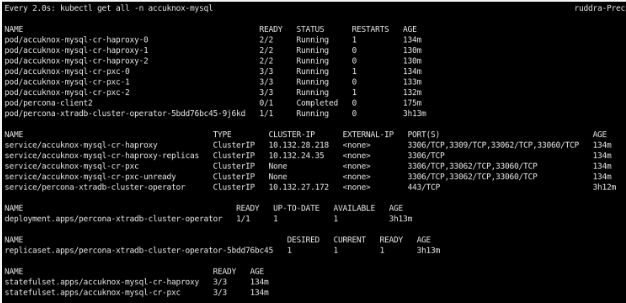 Every 2.0s: kubectl get all -n accuknox-mysql ruddra-Prec
NAME READY STATUS RESTARTS AGE
pod/accuknox-mysql-cr-haproxy-0 2/2 Running 1 134m
pod/accuknox-mysql-cr-haproxy-1 2/2 Running 0 130m
pod/accuknox-mysql-cr-haproxy-2 2/2 Running 0 130m
pod/accuknox-mysql-cr-pxc-0 3/3 Running 1 134m
pod/accuknox-mysql-cr-pxc-1 3/3 Running 0 133m
pod/accuknox-mysql-cr-pxc-2 3/3 Running 1 132m
pod/percona-client2 0/1 Completed 0 175m
pod/percona-xtradb-cluster-operator-5bdd76bc45-9j6kd 1/1 Running 0 3h13m
NAME TYPE CLUSTER-IP EXTERNAL-IP PORT(S) AGE
service/accuknox-mysql-cr-haproxy ClusterIP 10.132.28.218 <none> 3306/TCP,3309/TCP,33062/TCP,33060/TCP 134m
service/accuknox-mysql-cr-haproxy-replicas ClusterIP 10.132.24.35 <none> 3306/TCP 134m
service/accuknox-mysql-cr-pxc ClusterIP None <none> 3306/TCP,33062/TCP,33060/TCP 134m
service/accuknox-mysql-cr-pxc-unready ClusterIP None <none> 3306/TCP,33062/TCP,33060/TCP 134m
service/percona-xtradb-cluster-operator ClusterIP 10.132.27.172 <none> 443/TCP 3h12m
NAME READY UP-TO-DATE AVAILABLE AGE
deployment.apps/percona-xtradb-cluster-operator 1/1 1 1 3h13m
NAME DESIRED CURRENT READY AGE
replicaset.apps/percona-xtradb-cluster-operator-5bdd76bc45 1 1 1 3h13m
NAME READY AGE
statefulset.apps/accuknox-mysql-cr-haproxy 3/3 134m
statefulset.apps/accuknox-mysql-cr-pxc 3/3 134m